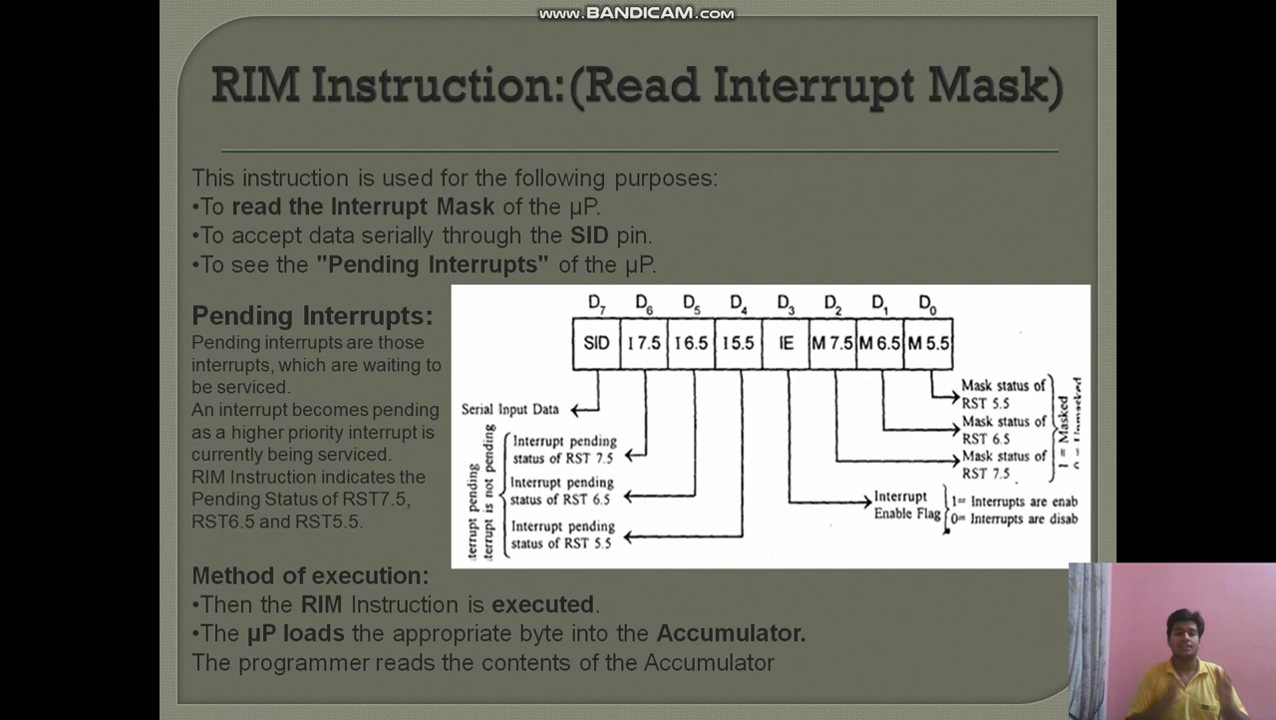 www.BANDICAM.com
RIM Instruction:(Read Interrupt Mask)
This instruction is used for the following purposes:
•To read the Interrupt Mask of the µP.
•To accept data serially through the SID pin.
•To see the "Pending Interrupts" of the µP.
Pending Interrupts:
Pending interrupts are those
interrupts, which are waiting to
be serviced.
An interrupt becomes pending
as a higher priority interrupt is
currently being serviced.
RIM Instruction indicates the
Pending Status of RST7.5,
RST6.5 and RST5.5.
D7 D6 D5 D4 D3 D2 D1 D0
SID I 7.5 I 6.5 I 5.5 IE M 7.5 M 6.5 M 5.5
Serial Input Data
Interrupt pending
status of RST 7.5
Interrupt pending
status of RST 6.5
Interrupt pending
status of RST 5.5
terrupt pending
terrupt is not pending
Mask status of
RST 5.5
Mask status of
RST 6.5
Mask status of
RST 7.5
1 = Masked
Interrupt
Enable Flag
1= Interrupts are enab
0= Interrupts are disab
Method of execution:
•Then the RIM Instruction is executed.
•The µP loads the appropriate byte into the Accumulator.
The programmer reads the contents of the Accumulator